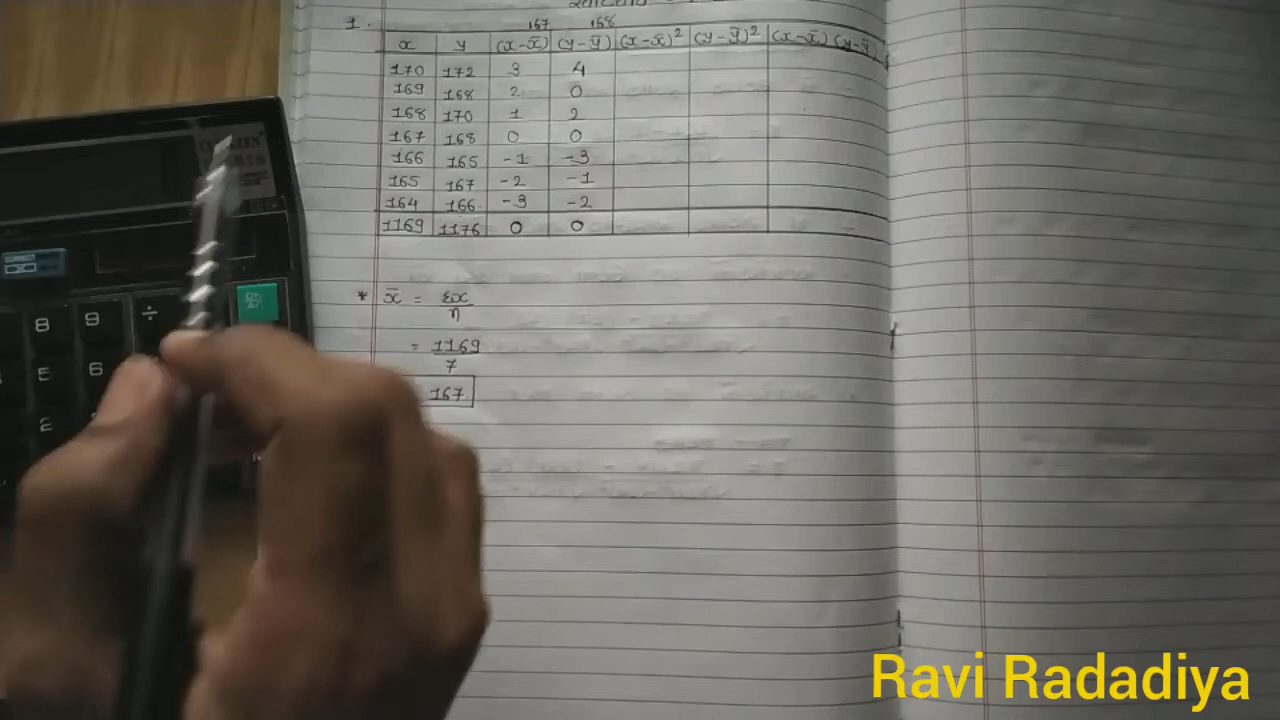 1.
167 168
x y (x-x̄) (y-ȳ) (x-x̄)² (y-ȳ)² (x-x̄) (y-ȳ)
170 172 3 4
169 168 2 0
168 170 1 2
167 168 0 0
166 165 -1 -3
165 167 -2 -1
164 166 -3 -2
1169 1176 0 0
* x̄ = Σx
n
= 1169
7
167
CORRECT
8 9 ÷
5 6
2
Ravi Radadiya